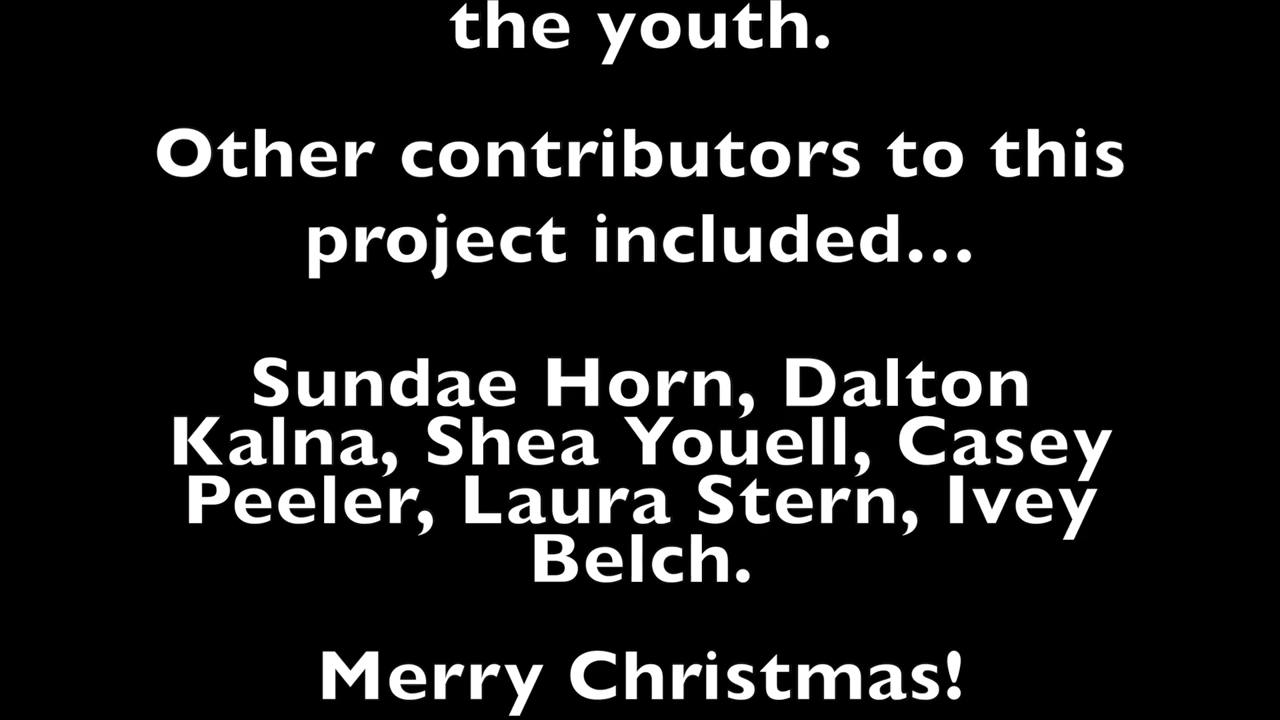 the youth.
Other contributors to this
project included...
Sundae Horn, Dalton
Kalna, Shea Youell, Casey
Peeler, Laura Stern, Ivey
Belch.
Merry Christmas!